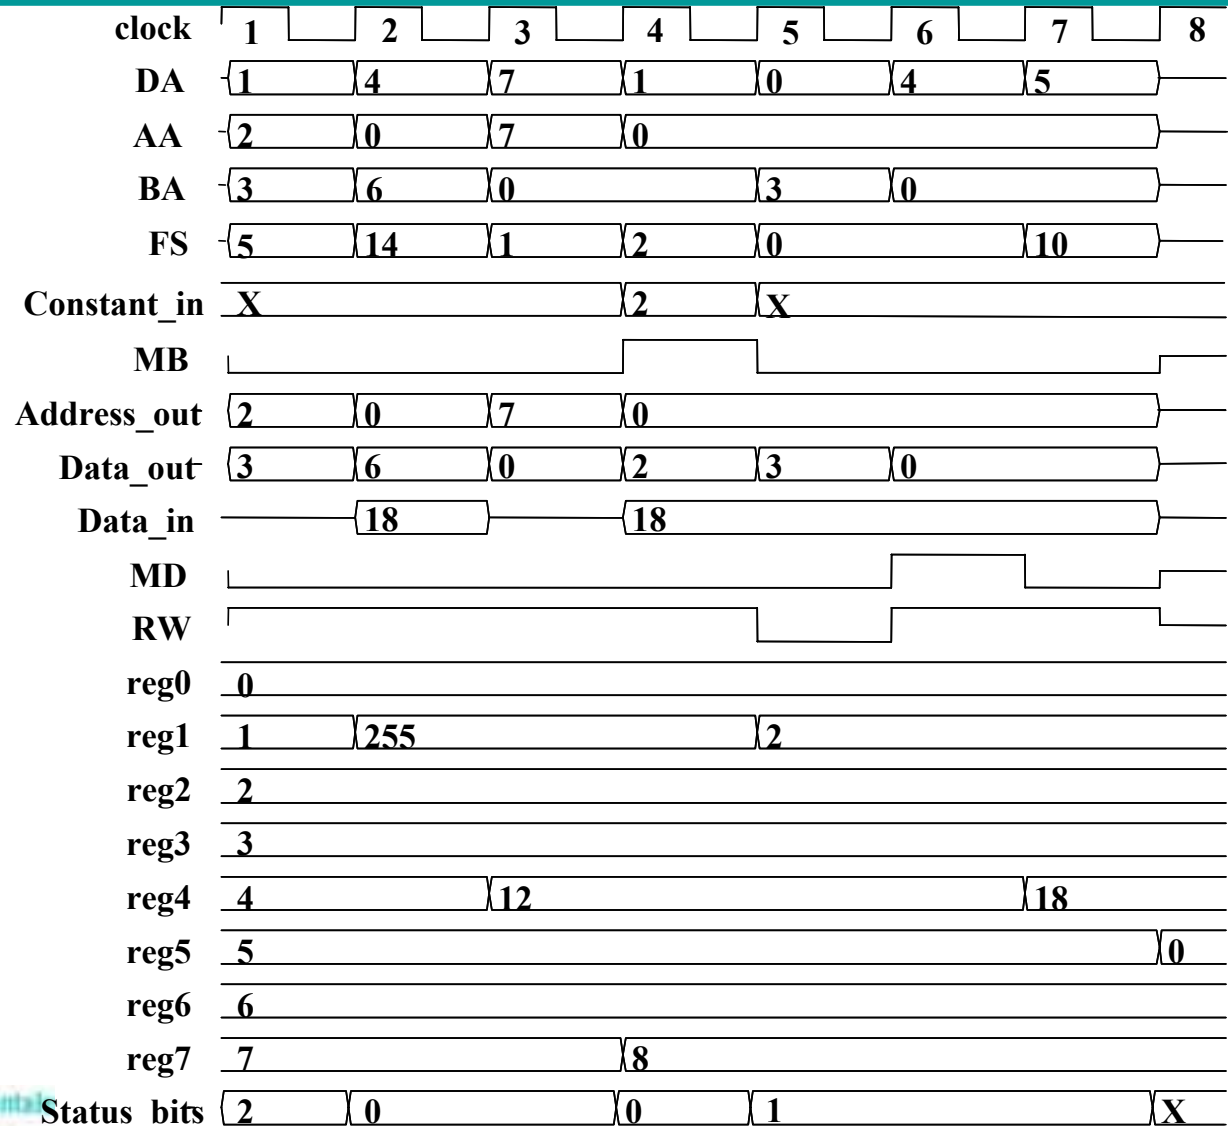 clock 1 2 3 4 5 6 7 8
DA 1 4 7 1 0 4 5
AA 2 0 7 0
BA 3 6 0 3 0
FS 5 14 1 2 0 10
Constant_in X 2 X
MB
Address_out 2 0 7 0
Data_out 3 6 0 2 3 0
Data_in 18 18
MD
RW
reg0 0
reg1 1 255 2
reg2 2
reg3 3
reg4 4 12 18
reg5 5 0
reg6 6
reg7 7 8
Status_bits 2 0 0 1 X